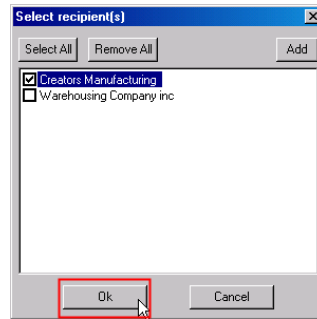 Select recipient(s)
Select All Remove All Add
Creators Manufacturing
Warehousing Company inc
Ok Cancel